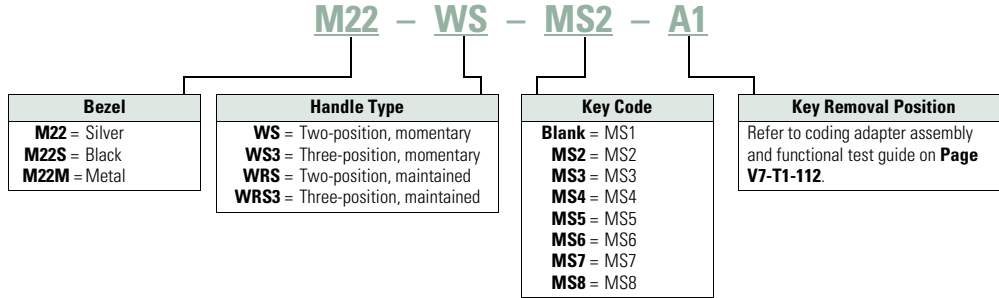 M22 – WS – MS2 – A1
Bezel
M22 = Silver
M22S = Black
M22M = Metal
Handle Type
WS = Two-position, momentary
WS3 = Three-position, momentary
WRS = Two-position, maintained
WRS3 = Three-position, maintained
Key Code
Blank = MS1
MS2 = MS2
MS3 = MS3
MS4 = MS4
MS5 = MS5
MS6 = MS6
MS7 = MS7
MS8 = MS8
Key Removal Position
Refer to coding adapter assembly
and functional test guide on Page
V7-T1-112.